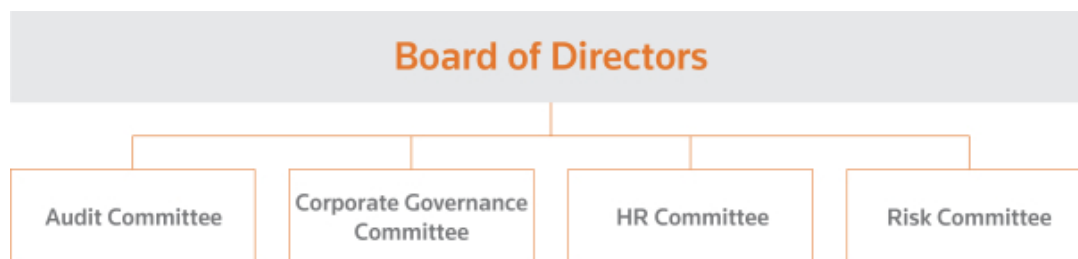 Board of Directors
Audit Committee
Corporate Governance
Committee
HR Committee
Risk Committee